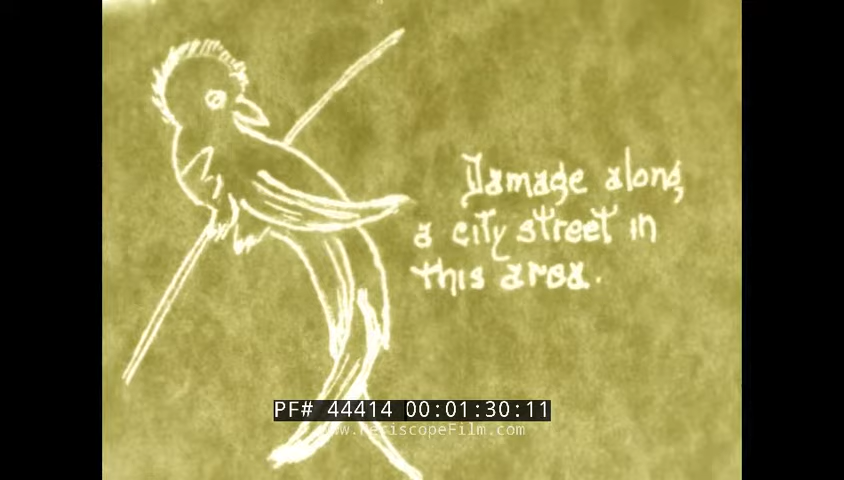 Damage along
a city street in
this area.
PF# 44414 00:01:30:11
www.PeriscopeFilm.com